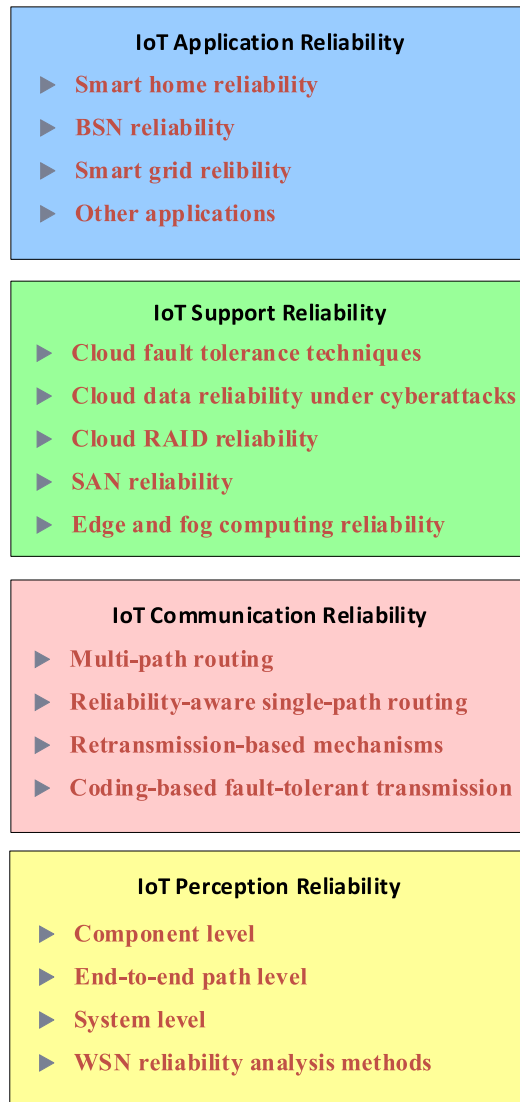 IoT Application Reliability
Smart home reliability
BSN reliability
Smart grid relibility
Other applications
IoT Support Reliability
Cloud fault tolerance techniques
Cloud data reliability under cyberattacks
Cloud RAID reliability
SAN reliability
Edge and fog computing reliability
IoT Communication Reliability
Multi-path routing
Reliability-aware single-path routing
Retransmission-based mechanisms
Coding-based fault-tolerant transmission
IoT Perception Reliability
Component level
End-to-end path level
System level
WSN reliability analysis methods